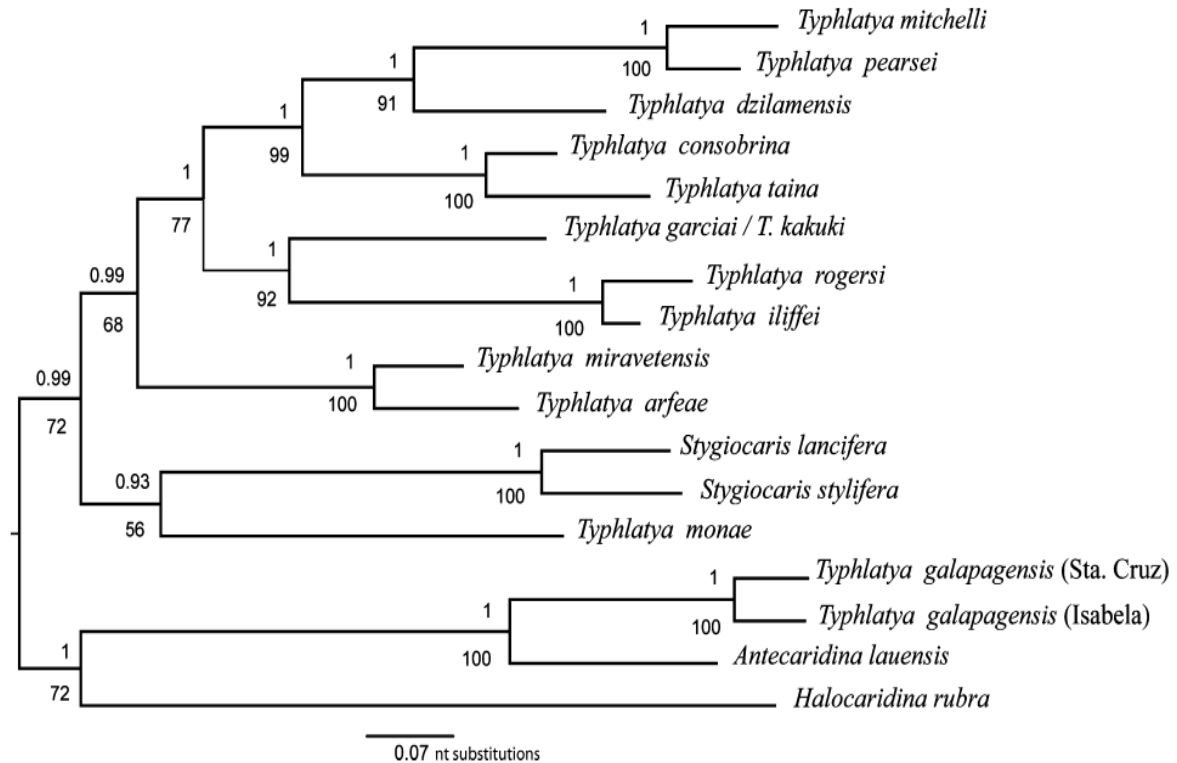 1
Typhlatya mitchelli
100
Typhlatya pearsei
1
91
Typhlatya dzilamensis
1
99
1
Typhlatya consobrina
100
Typhlatya taina
1
77
Typhlatya garciai / T. kakuki
1
92
1
Typhlatya rogersi
100
Typhlatya iliffei
0.99
68
1
Typhlatya miravetensis
100
Typhlatya arfeae
0.99
72
1
Stygiocaris lancifera
100
Stygiocaris stylifera
0.93
56
Typhlatya monae
1
Typhlatya galapagensis (Sta. Cruz)
100
Typhlatya galapagensis (Isabela)
1
100
Antecaridina lauensis
1
72
Halocaridina rubra
0.07 nt substitutions